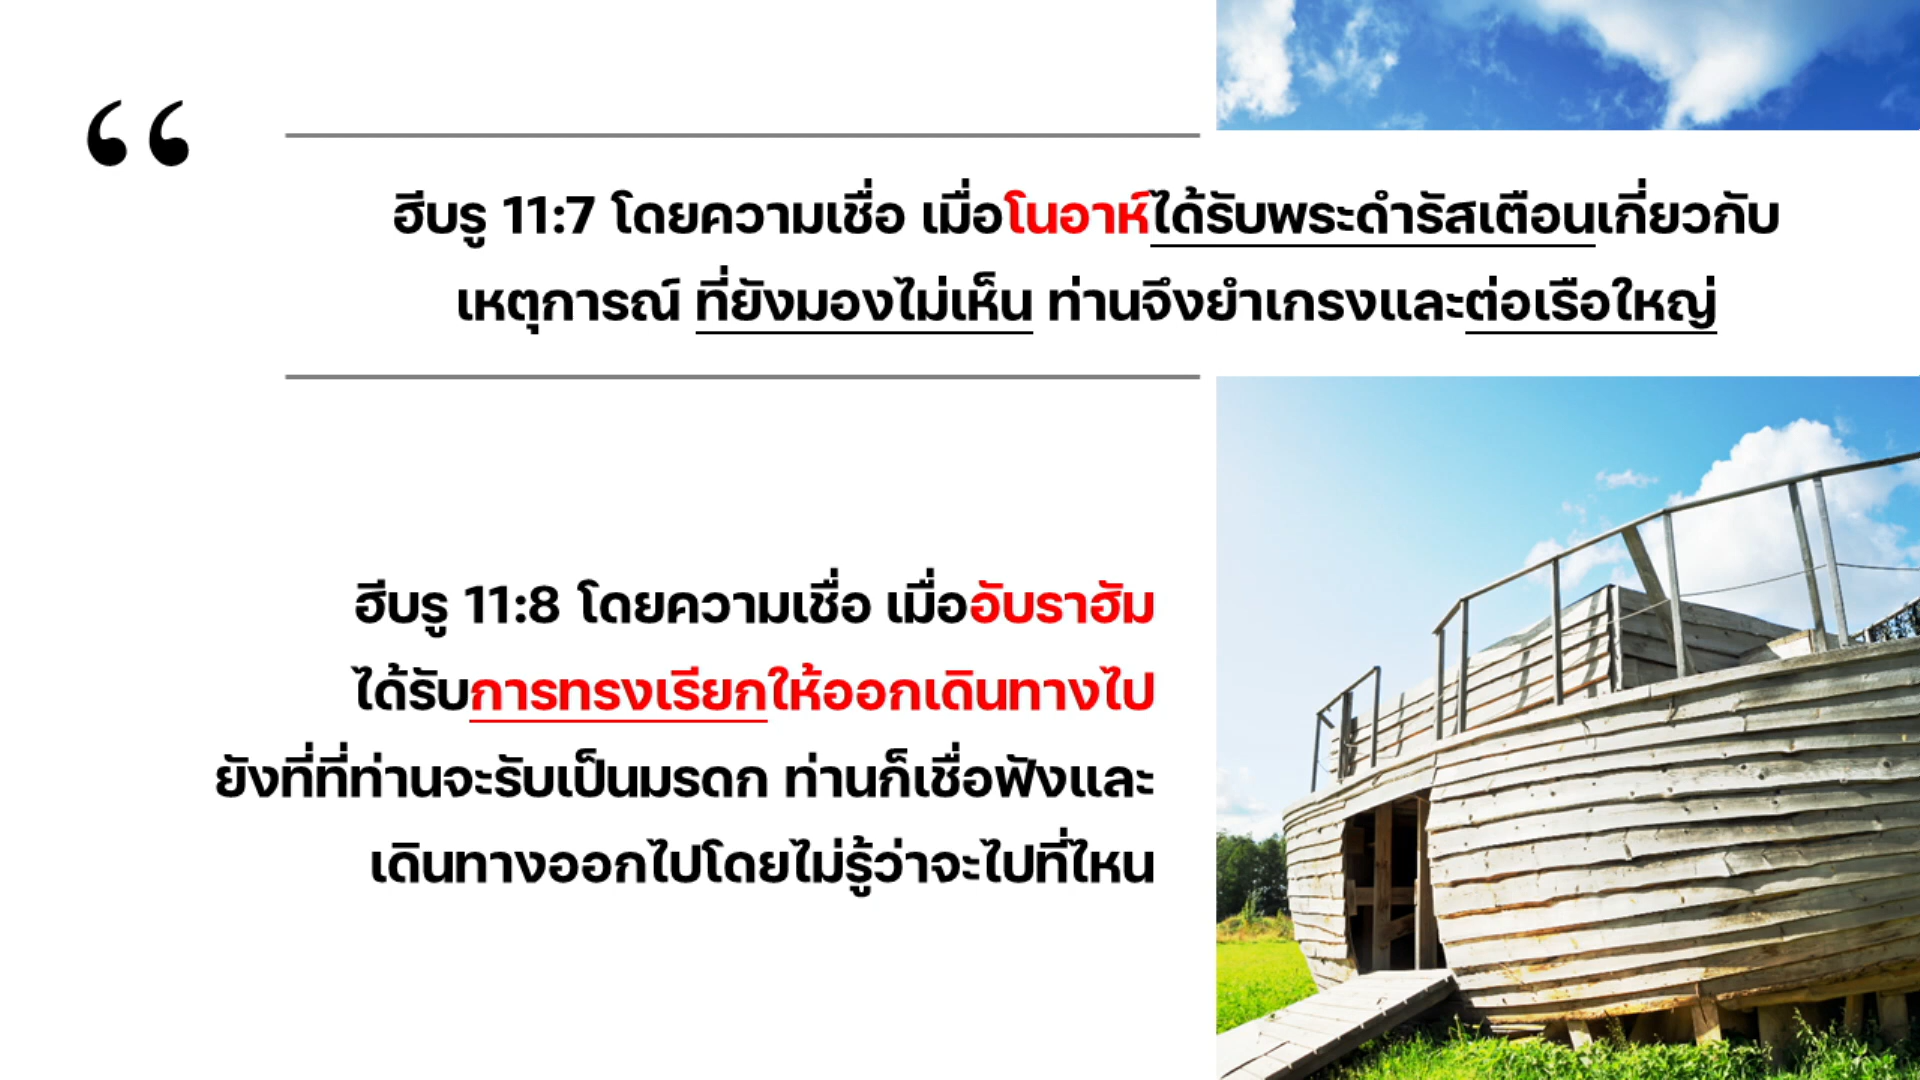 “
ฮีบรู 11:7 โดยความเชื่อ เมื่อโนอาห์ได้รับพระดำรัสเตือนเกี่ยวกับ
เหตุการณ์ ที่ยังมองไม่เห็น ท่านจึงยำเกรงและต่อเรือใหญ่
ฮีบรู 11:8 โดยความเชื่อ เมื่ออับราฮัม
ได้รับการทรงเรียกให้ออกเดินทางไป
ยังที่ที่ท่านจะรับเป็นมรดก ท่านก็เชื่อฟังและ
เดินทางออกไปโดยไม่รู้ว่าจะไปที่ไหน